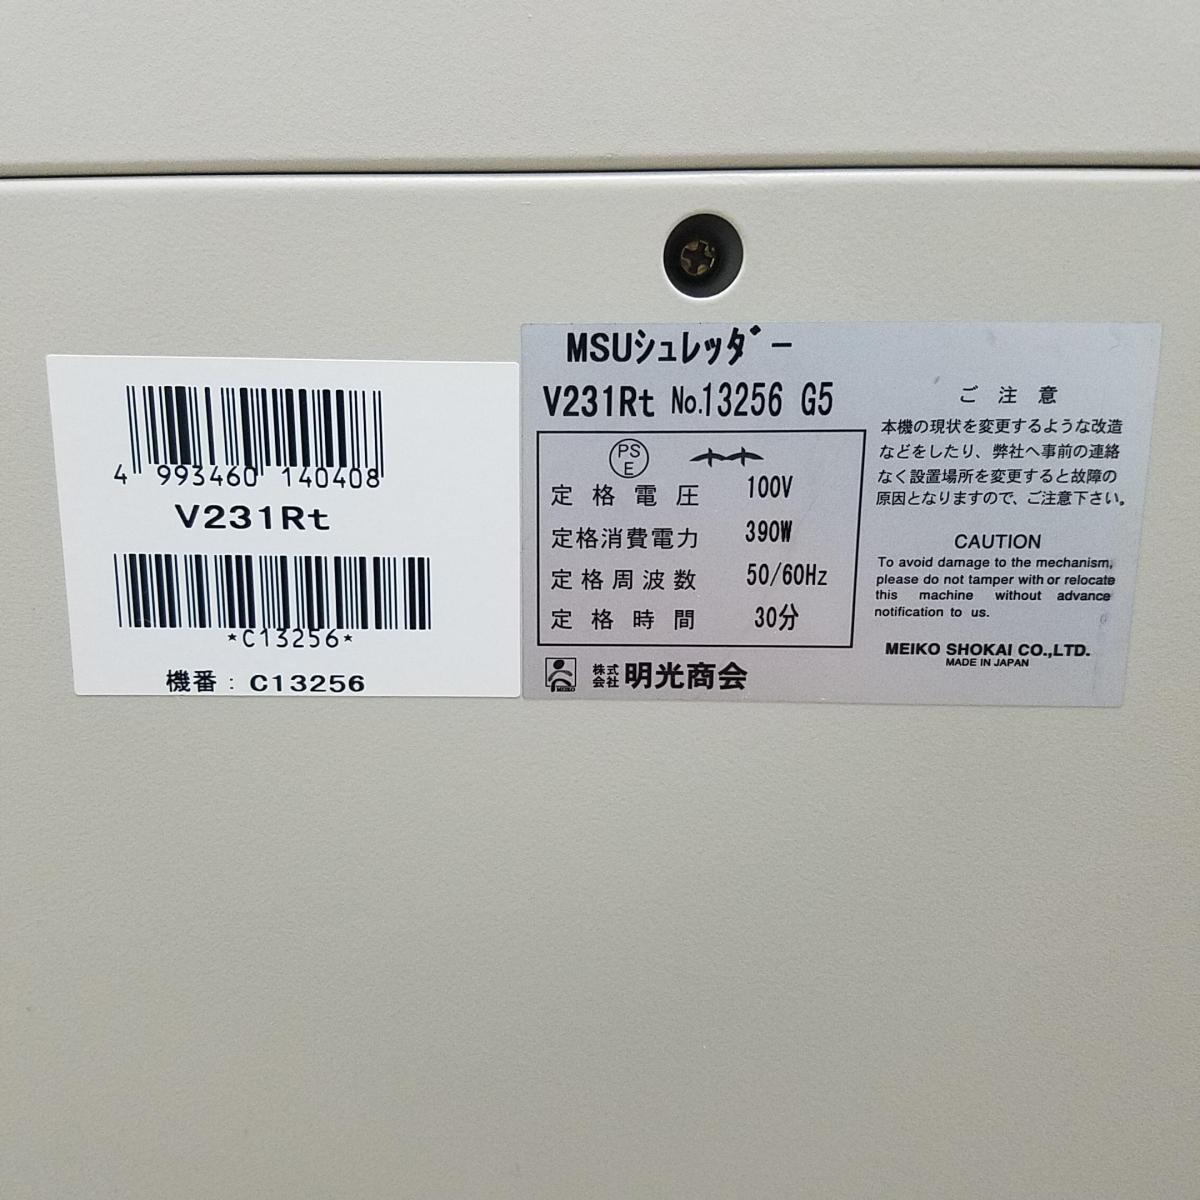 4 993460 140408
V231Rt
*C13256*
機番：C13256
MSUシュレッダー
V231Rt No.13256 G5
PS
E
定格電圧 100V
定格消費電力 390W
定格周波数 50/60Hz
定格時間 30分
MEIKO
株式
会社 明光商会
ご注意
本機の現状を変更するような改造
などをしたり、弊社へ事前の連絡
なく設置場所を変更すると故障の
原因となりますので、ご注意下さい。
CAUTION
To avoid damage to the mechanism,
please do not tamper with or relocate
this machine without advance
notification to us.
MEIKO SHOKAI CO.,LTD.
MADE IN JAPAN